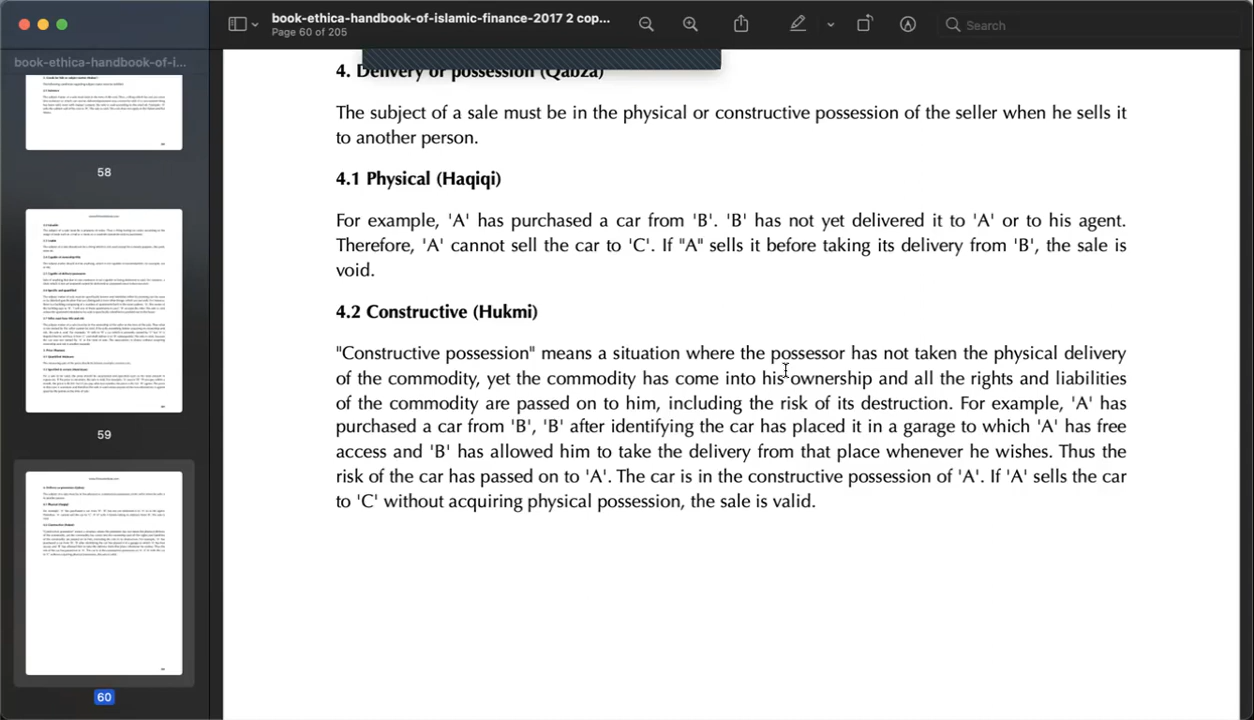 book-ethica-handbook-of-islamic-finance-2017 2 cop...
Page 60 of 205
Search
book-ethica-handbook-of-i...
58
59
60
4. Delivery or possession (Qabza)
The subject of a sale must be in the physical or constructive possession of the seller when he sells it
to another person.
4.1 Physical (Haqiqi)
For example, 'A' has purchased a car from 'B'. 'B' has not yet delivered it to 'A' or to his agent.
Therefore, 'A' cannot sell the car to 'C'. If "A" sells it before taking its delivery from 'B', the sale is
void.
4.2 Constructive (Hukmi)
"Constructive possession" means a situation where the possessor has not taken the physical delivery
of the commodity, yet the commodity has come into his ownership and all the rights and liabilities
of the commodity are passed on to him, including the risk of its destruction. For example, 'A' has
purchased a car from 'B', 'B' after identifying the car has placed it in a garage to which 'A' has free
access and 'B' has allowed him to take the delivery from that place whenever he wishes. Thus the
risk of the car has passed on to 'A'. The car is in the constructive possession of 'A'. If 'A' sells the car
to 'C' without acquiring physical possession, the sale is valid.